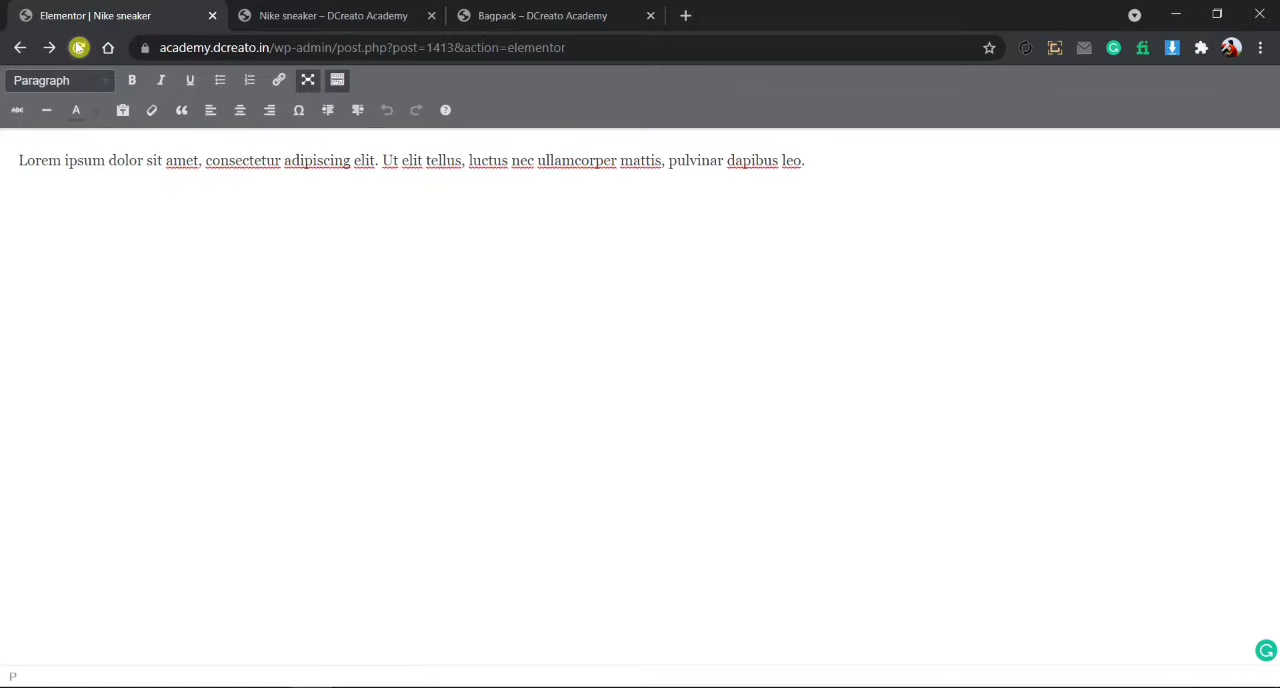 Elementor | Nike sneaker
Nike sneaker – DCreato Academy
Bagpack – DCreato Academy
academy.dcreato.in/wp-admin/post.php?post=1413&action=elementor
Paragraph
B I U
ABC A Ω
Lorem ipsum dolor sit amet, consectetur adipiscing elit. Ut elit tellus, luctus nec ullamcorper mattis, pulvinar dapibus leo.
P